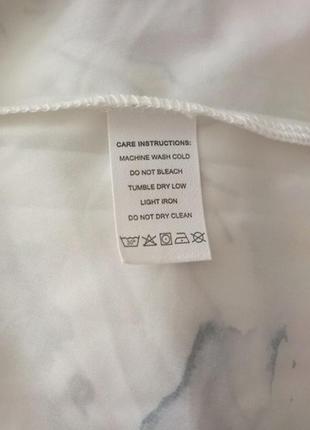 CARE INSTRUCTIONS:
MACHINE WASH COLD
DO NOT BLEACH
TUMBLE DRY LOW
LIGHT IRON
DO NOT DRY CLEAN